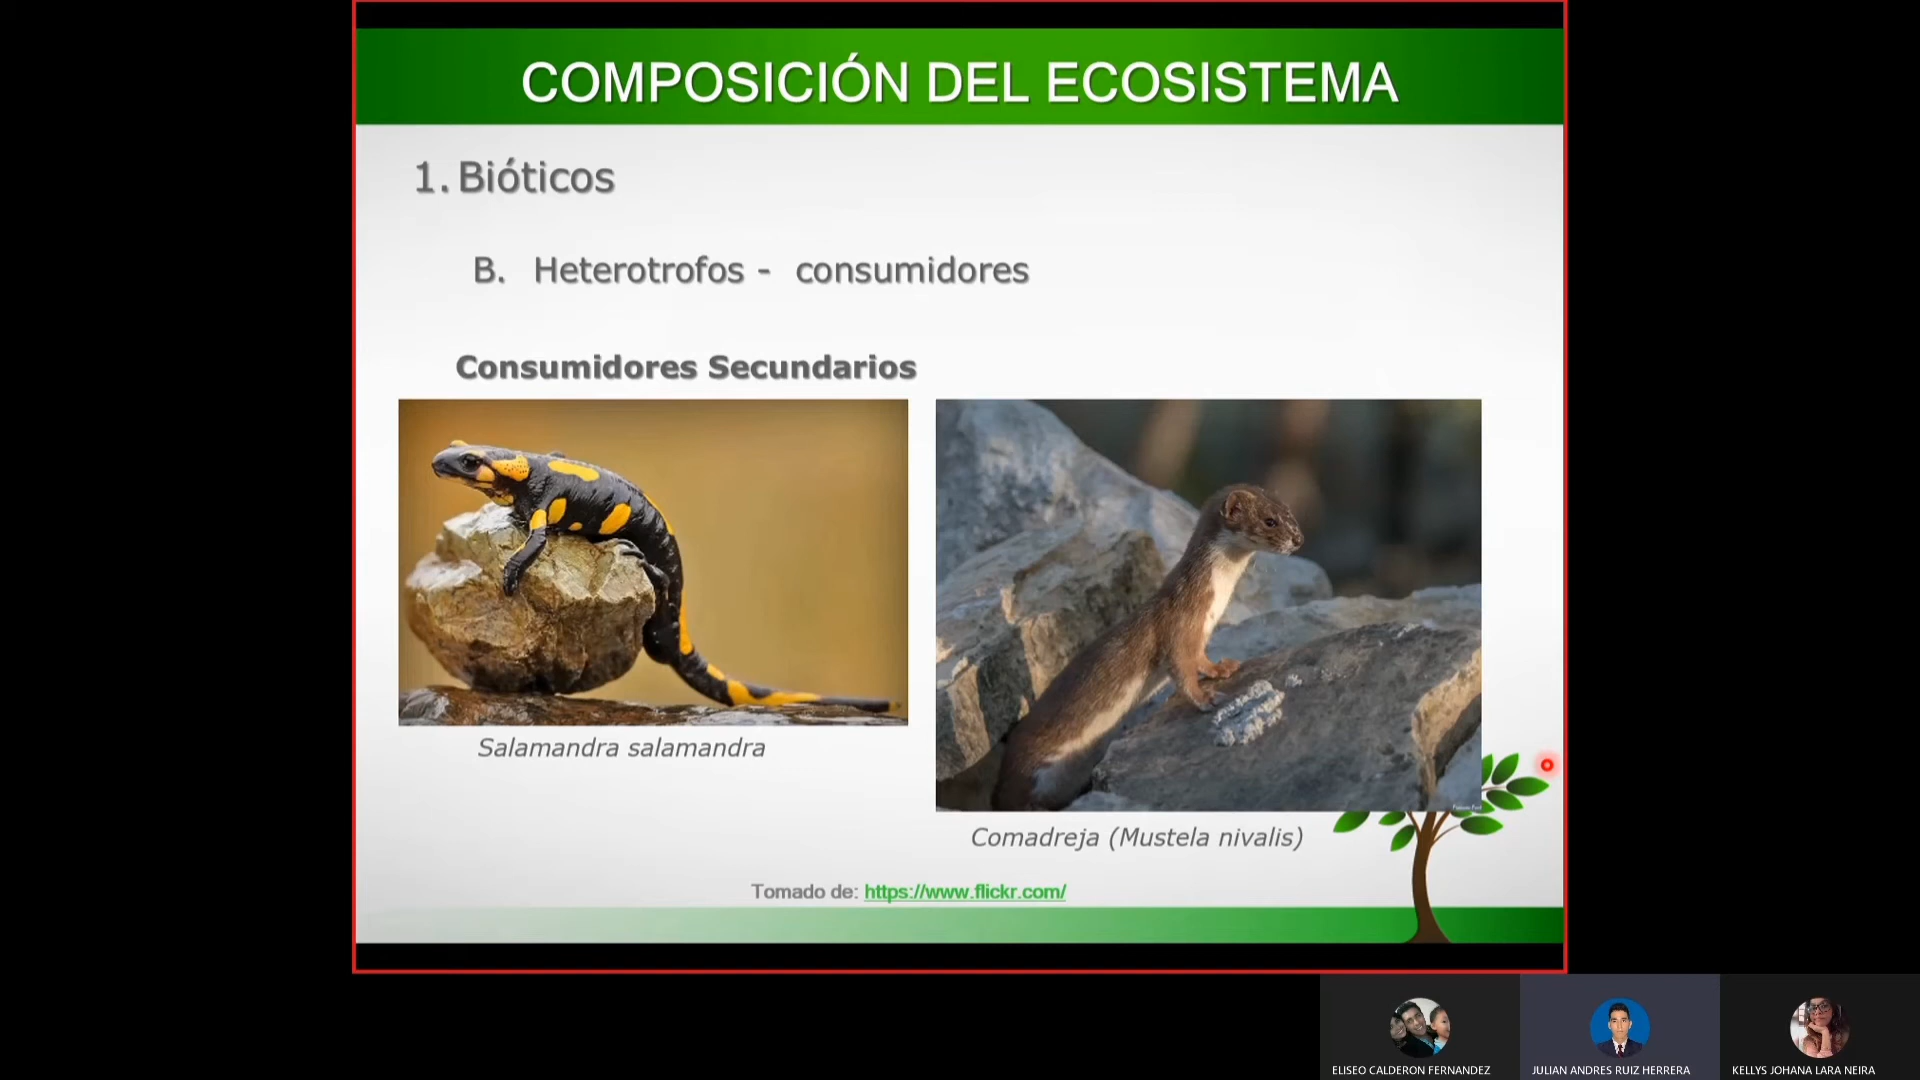 COMPOSICIÓN DEL ECOSISTEMA
1. Bióticos
B. Heterotrofos - consumidores
Consumidores Secundarios
Salamandra salamandra
Comadreja (Mustela nivalis)
Tomado de: https://www.flickr.com/
ELISEO CALDERON FERNANDEZ
JULIAN ANDRES RUIZ HERRERA
KELLYS JOHANA LARA NEIRA